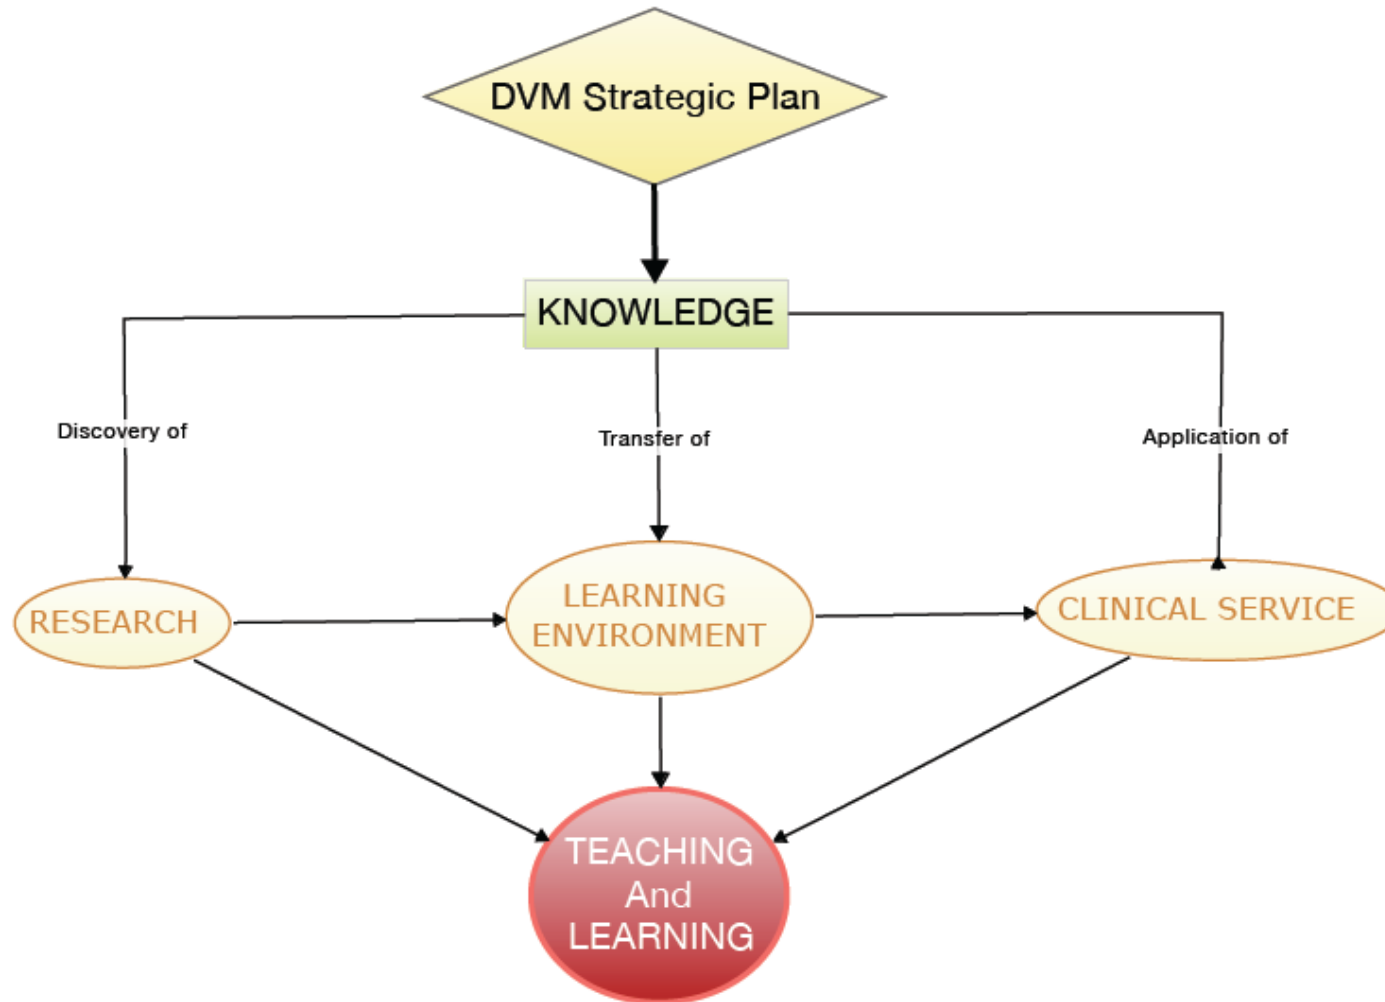 DVM Strategic Plan
KNOWLEDGE
Discovery of
Transfer of
Application of
RESEARCH
LEARNING
ENVIRONMENT
CLINICAL SERVICE
TEACHING
And
LEARNING